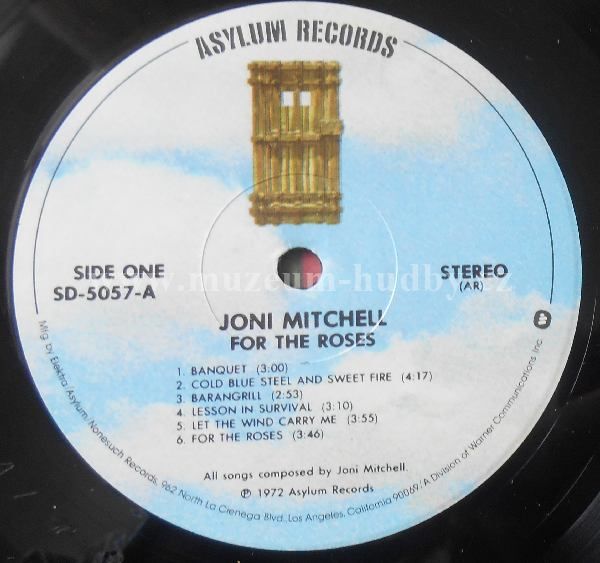 ASYLUM RECORDS
SIDE ONE
SD-5057-A
STEREO
(AR)
www.muzeum-hudby.cz
JONI MITCHELL
FOR THE ROSES
1. BANQUET (3:00)
2. COLD BLUE STEEL AND SWEET FIRE (4:17)
3. BARANGRILL (2:53)
4. LESSON IN SURVIVAL (3:10)
5. LET THE WIND CARRY ME (3:55)
6. FOR THE ROSES (3:46)
All songs composed by Joni Mitchell.
℗ 1972 Asylum Records
Mfg. by Elektra/Asylum/Nonesuch Records, 962 North La Cienega Blvd., Los Angeles, California 90069/A Division of Warner Communications Inc.